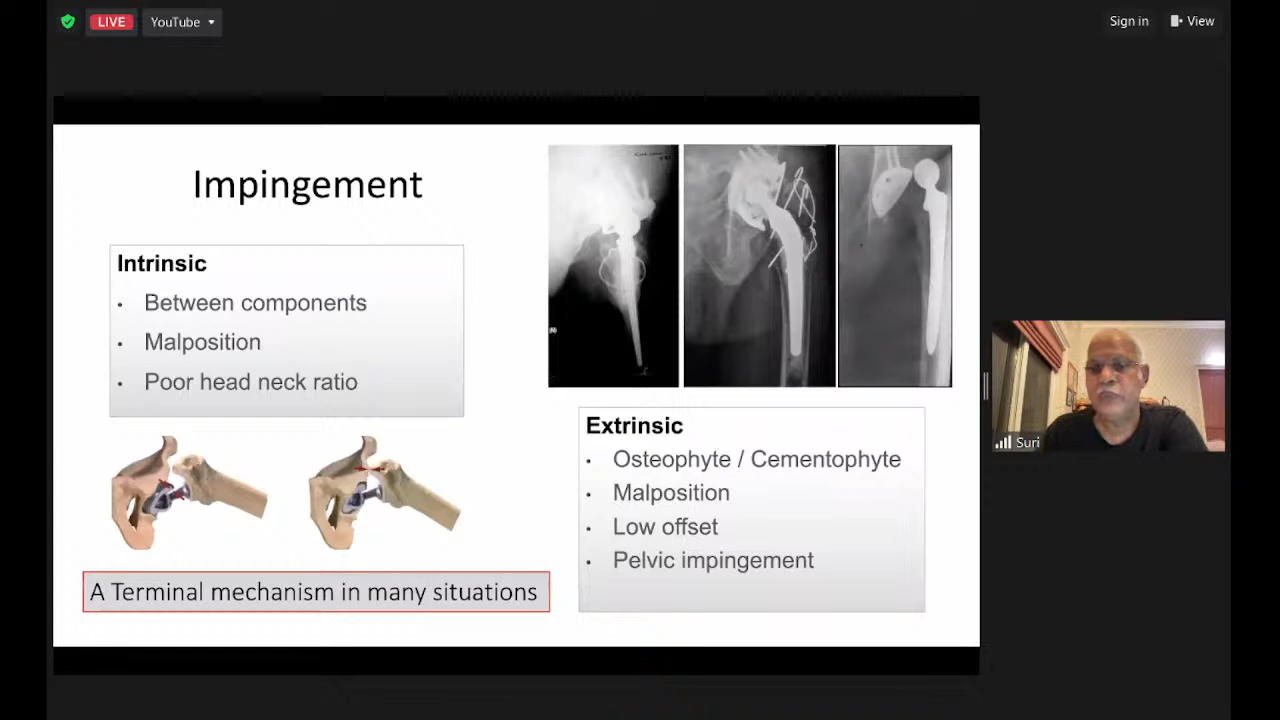 LIVE
YouTube
Sign in
View
Impingement
Intrinsic
• Between components
• Malposition
• Poor head neck ratio
A Terminal mechanism in many situations
Extrinsic
• Osteophyte / Cementophyte
• Malposition
• Low offset
• Pelvic impingement
Suri